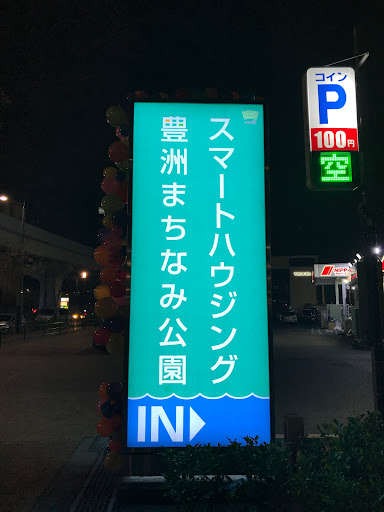 スマートハウジング
豊洲まちなみ公園
IN
コイン
P
100円
空